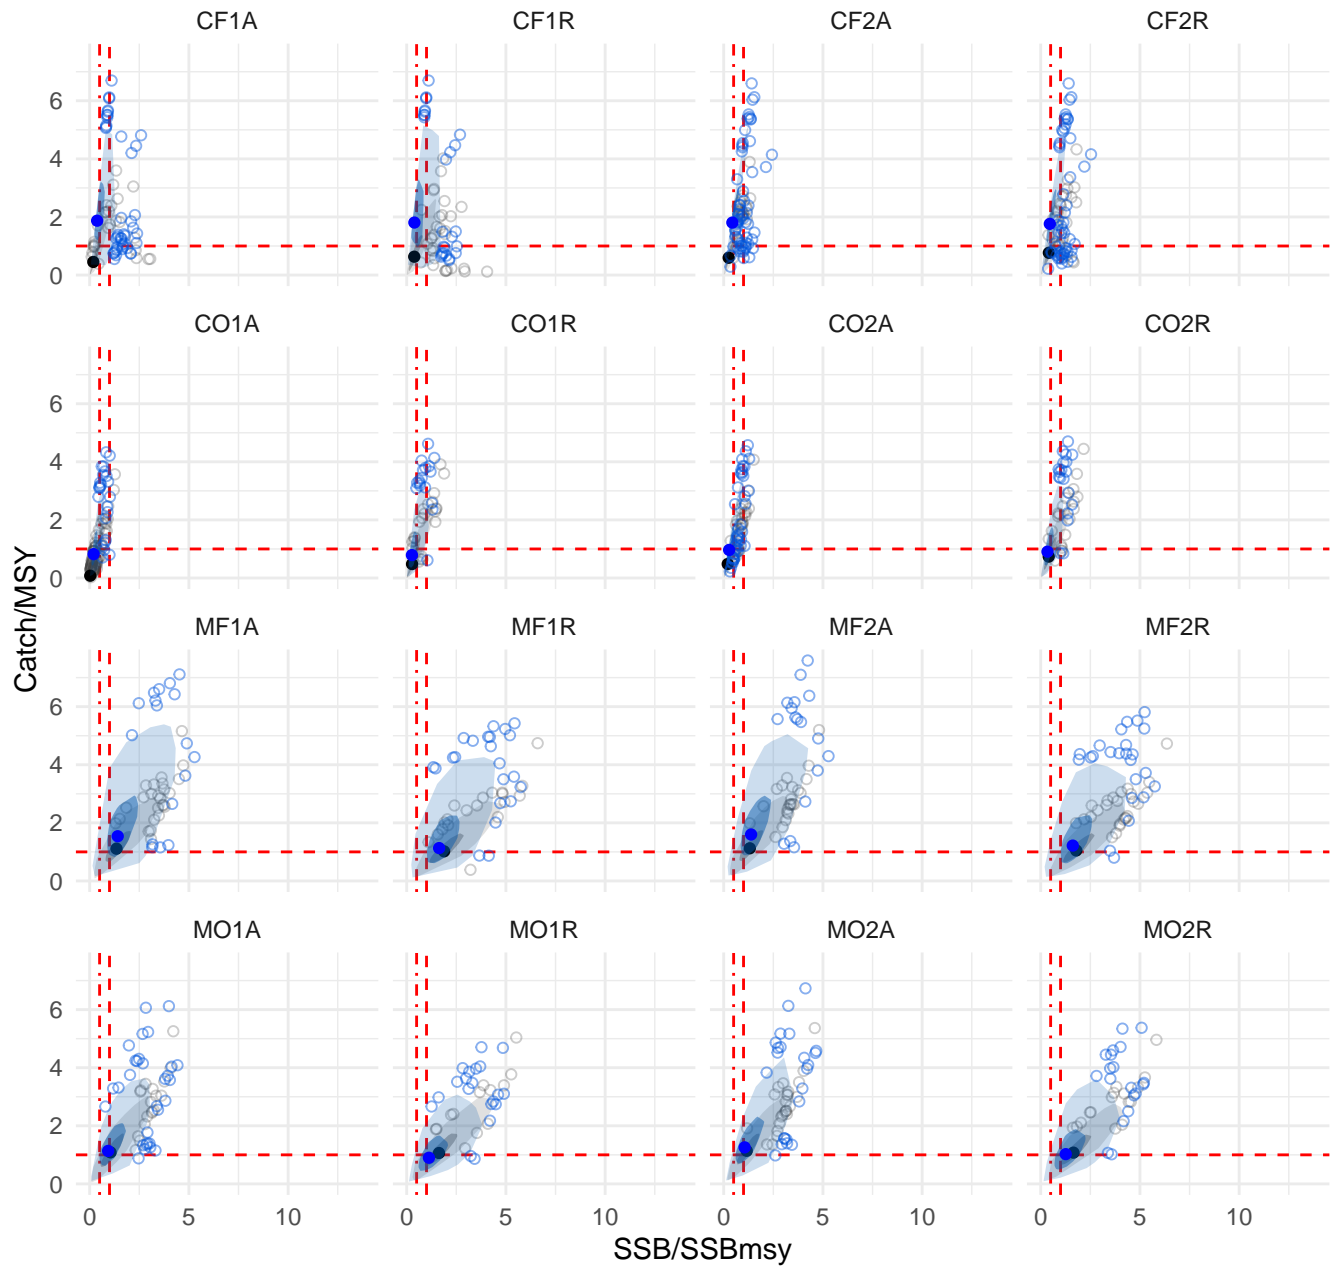 CF1A CF1R CF2A CF2R
6
4
2
0
CO1A CO1R CO2A CO2R
6
4
2
0
MF1A MF1R MF2A MF2R
6
4
2
0
MO1A MO1R MO2A MO2R
6
4
2
0
0 5 10 0 5 10 0 5 10 0 5 10
SSB/SSBmsy
Catch/MSY